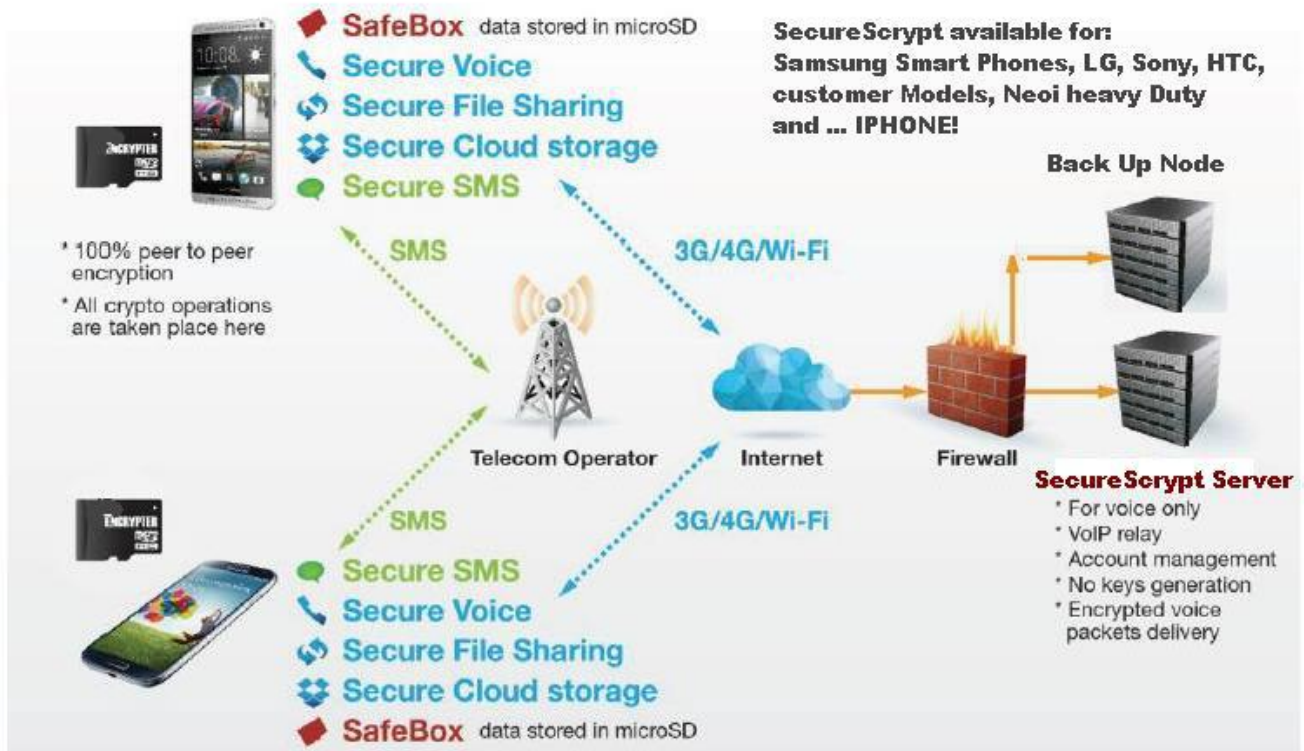 SafeBox data stored in microSD
Secure Voice
Secure File Sharing
Secure Cloud storage
Secure SMS
SecureScrypt available for:
Samsung Smart Phones, LG, Sony, HTC,
customer Models, Neoi heavy Duty
and ... IPHONE!
10:08
ENCRYPTER
Back Up Node
* 100% peer to peer
encryption
* All crypto operations
are taken place here
SMS
3G/4G/Wi-Fi
Telecom Operator
Internet
Firewall
SecureScrypt Server
* For voice only
* VoIP relay
* Account management
* No keys generation
* Encrypted voice
packets delivery
SMS
3G/4G/Wi-Fi
ENCRYPTER
Secure SMS
Secure Voice
Secure File Sharing
Secure Cloud storage
SafeBox data stored in microSD